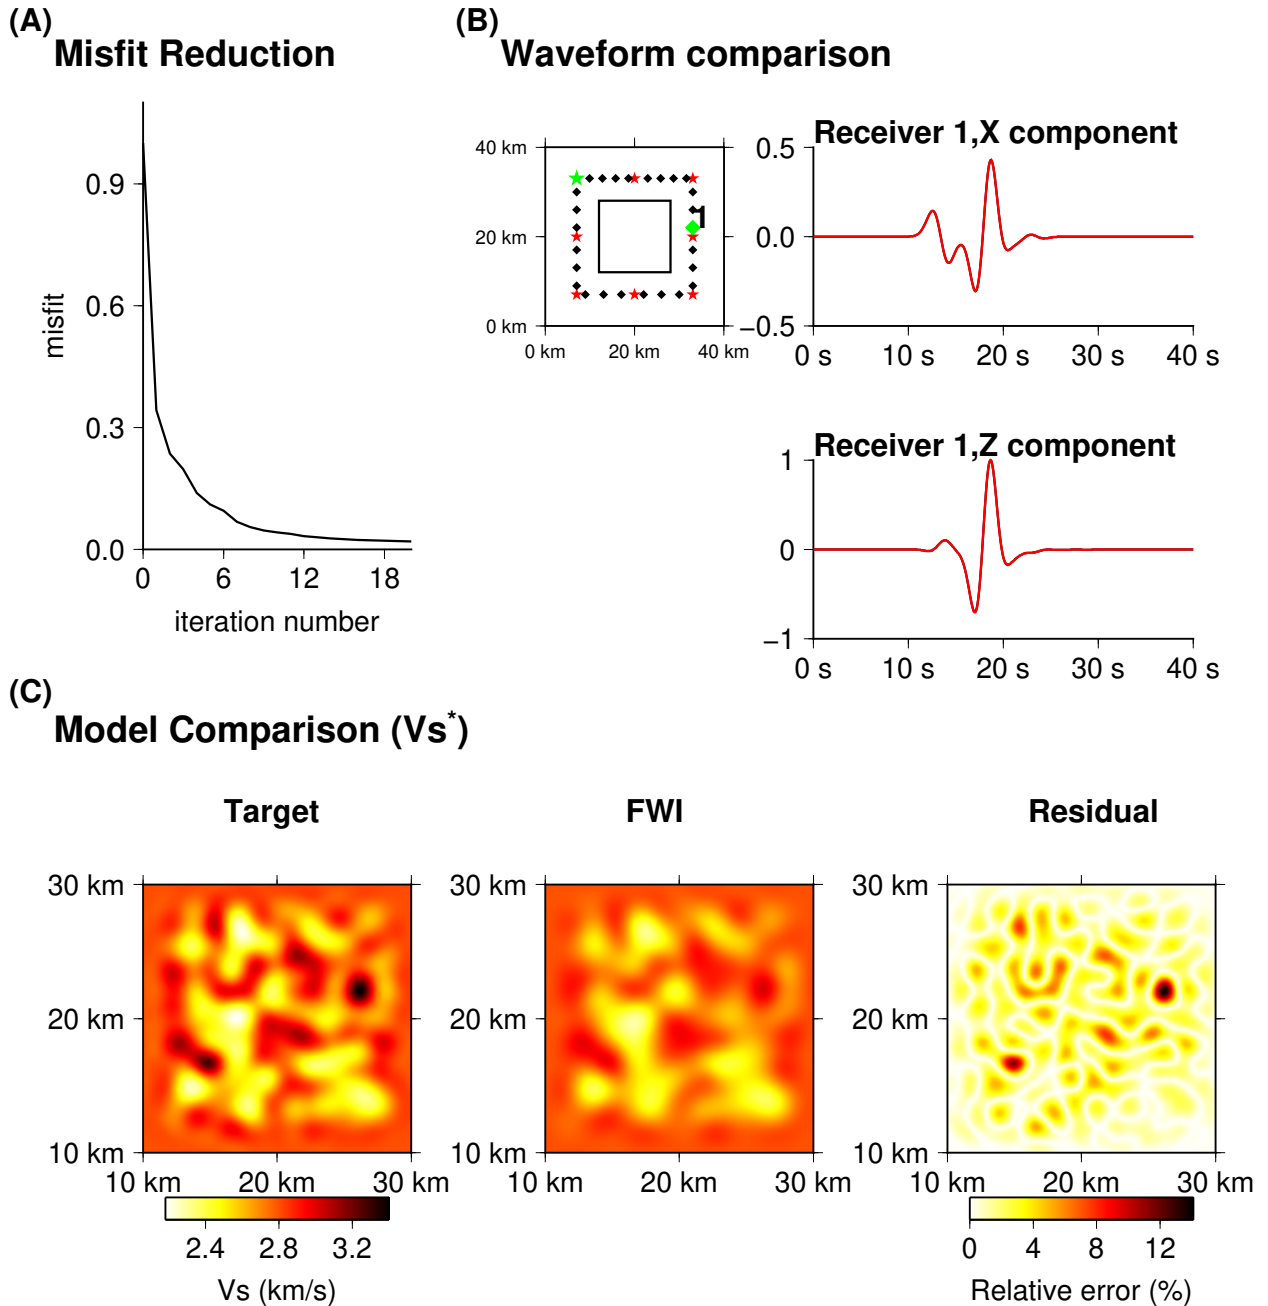 (A)
Misfit Reduction
0.9
0.6
0.3
0.0
misfit
0 6 12 18
iteration number
(B)
Waveform comparison
40 km
20 km
0 km
0 km 20 km 40 km
1
Receiver 1,X component
0.5
0.0
−0.5
0 s 10 s 20 s 30 s 40 s
Receiver 1,Z component
1
0
−1
0 s 10 s 20 s 30 s 40 s
(C)
Model Comparison (Vs*)
Target
30 km
20 km
10 km
10 km 20 km 30 km
2.4 2.8 3.2
Vs (km/s)
FWI
30 km
20 km
10 km
10 km 20 km 30 km
Residual
30 km
20 km
10 km
10 km 20 km 30 km
0 4 8 12
Relative error (%)